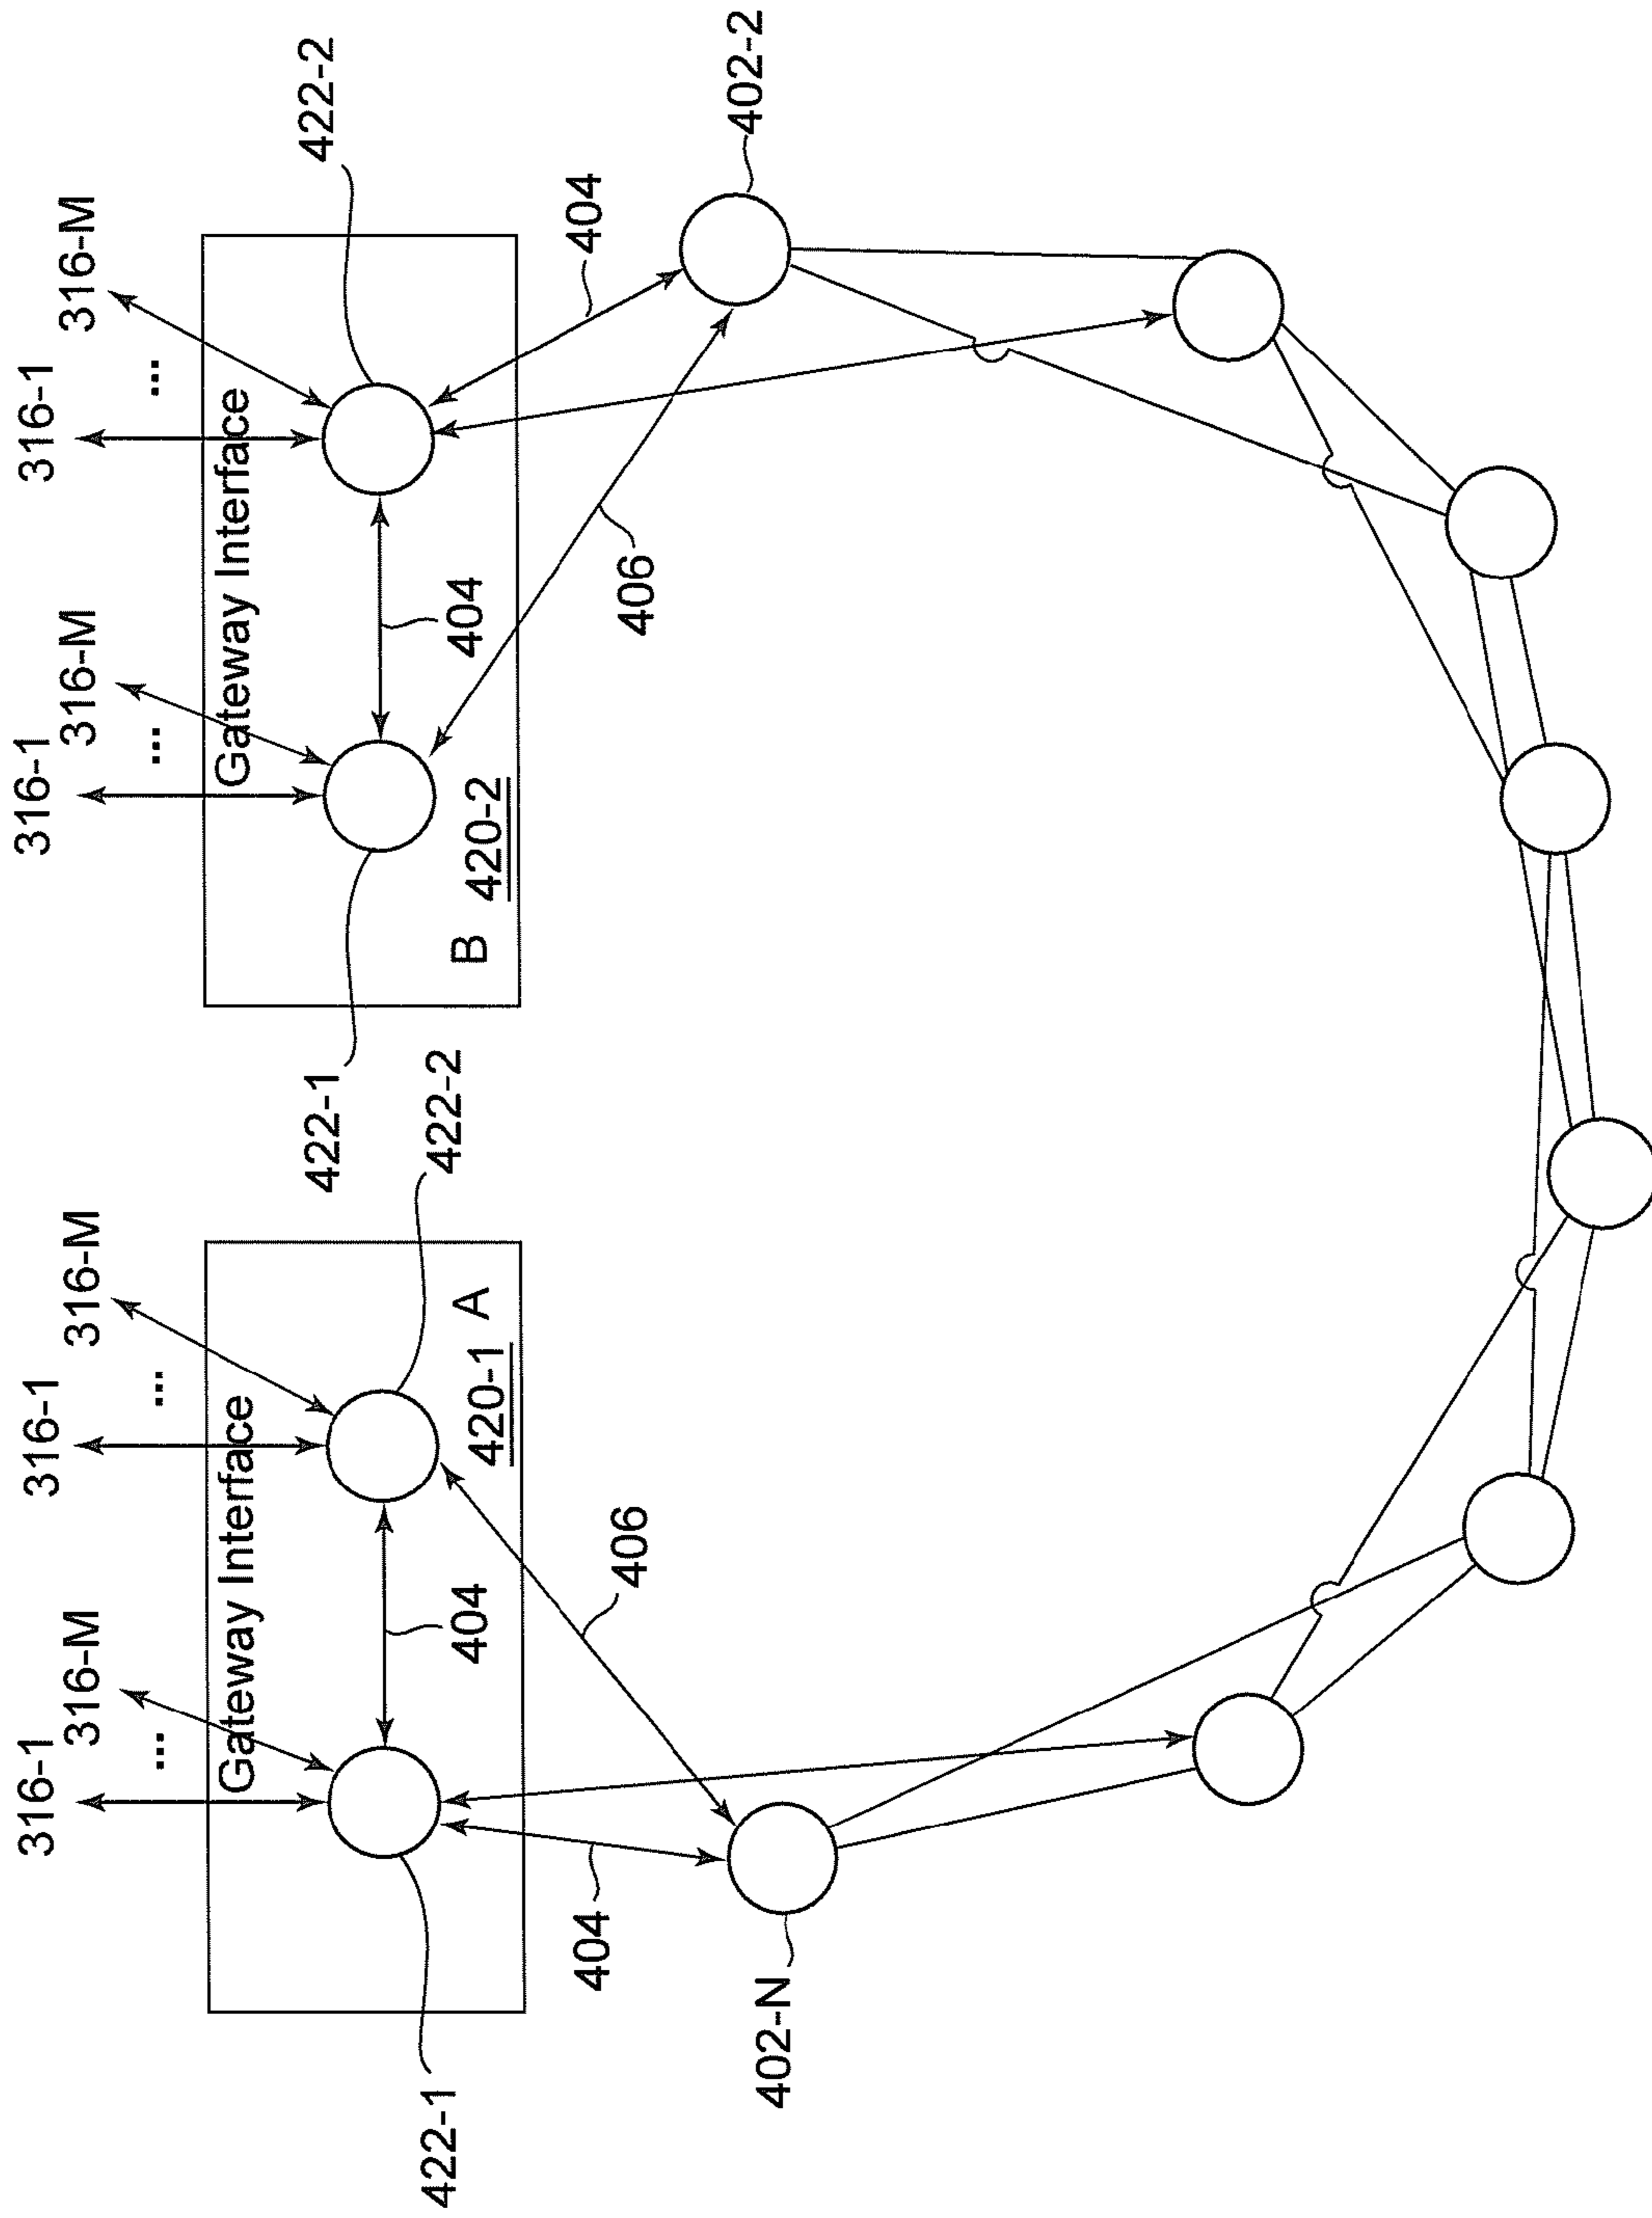 316-1
316-M
316-1
316-M
316-1
316-M
316-1
316-M
...
...
...
...
Gateway Interface
Gateway Interface
422-1
404
422-2
420-1 A
422-1
404
422-2
B 420-2
404
406
406
404
402-N
402-2